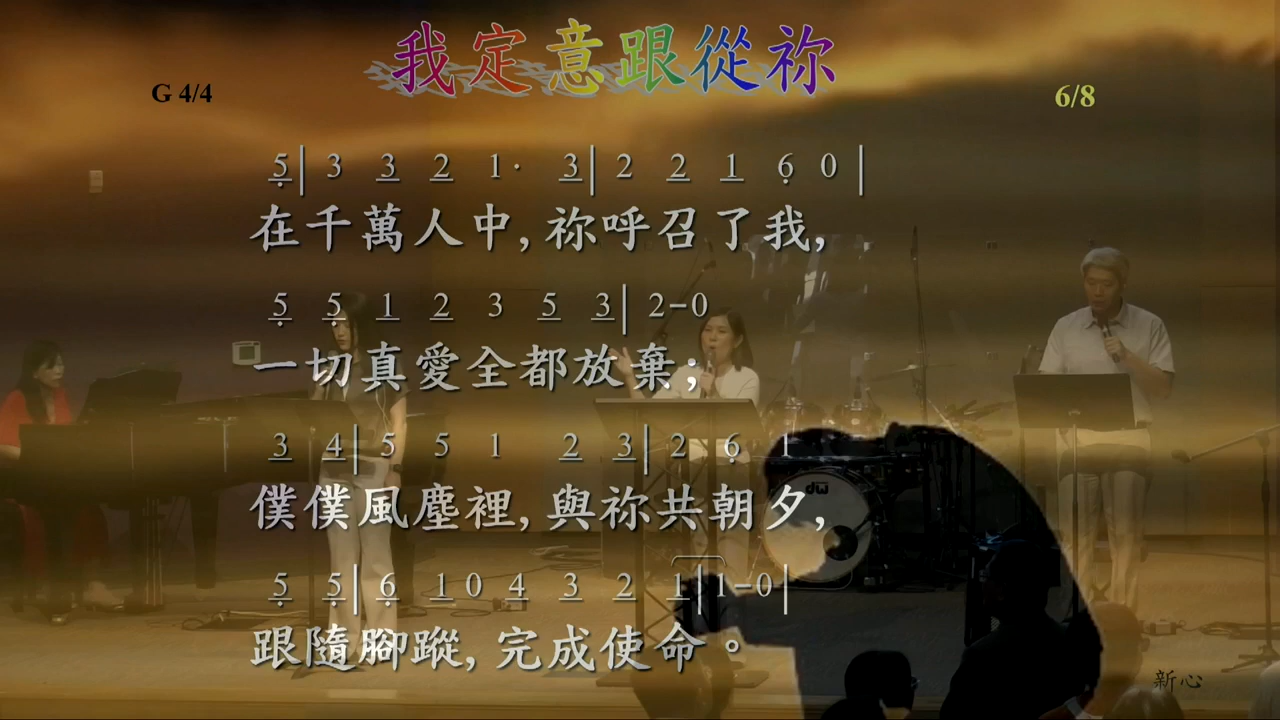 我定意跟從祢
G 4/4
6/8
5 | 3 3 2 1 · 3 | 2 2 1 6 0 |
在千萬人中,祢呼召了我,
5 5 1 2 3 5 3 | 2-0
一切真愛全都放棄;
3 4 | 5 5 1 2 3 | 2 6 1
僕僕風塵裡,與祢共朝夕,
5 5 | 6 1 0 4 3 2 1 | 1-0 |
跟隨腳蹤,完成使命。
dw
新心